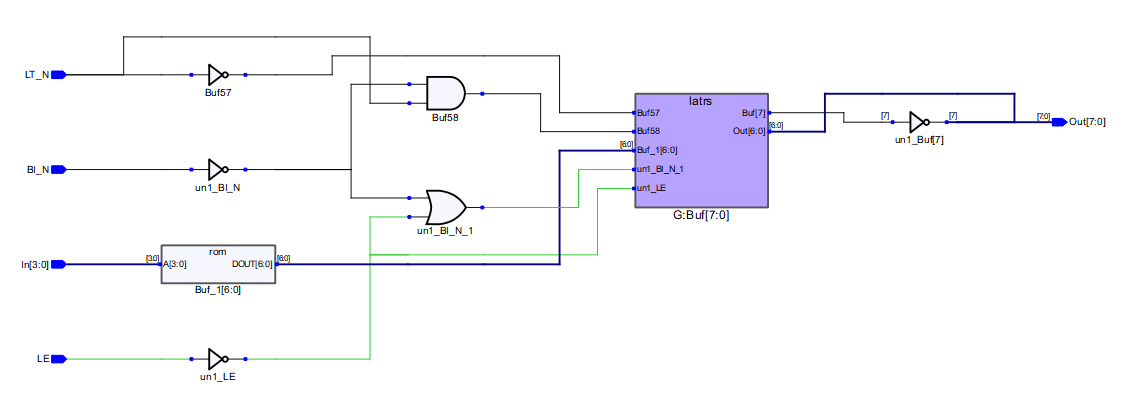 LT_N
Buf57
Buf58
BI_N
un1_BI_N
un1_BI_N_1
In[3:0]
[3:0]
rom
A[3:0]
DOUT[6:0]
[6:0]
Buf_1[6:0]
LE
un1_LE
latrs
Buf57
Buf58
[6:0]
Buf_1[6:0]
un1_BI_N_1
un1_LE
Buf[7]
Out[6:0]
[6:0]
G:Buf[7:0]
[7]
[7]
un1_Buf[7]
[7:0]
Out[7:0]